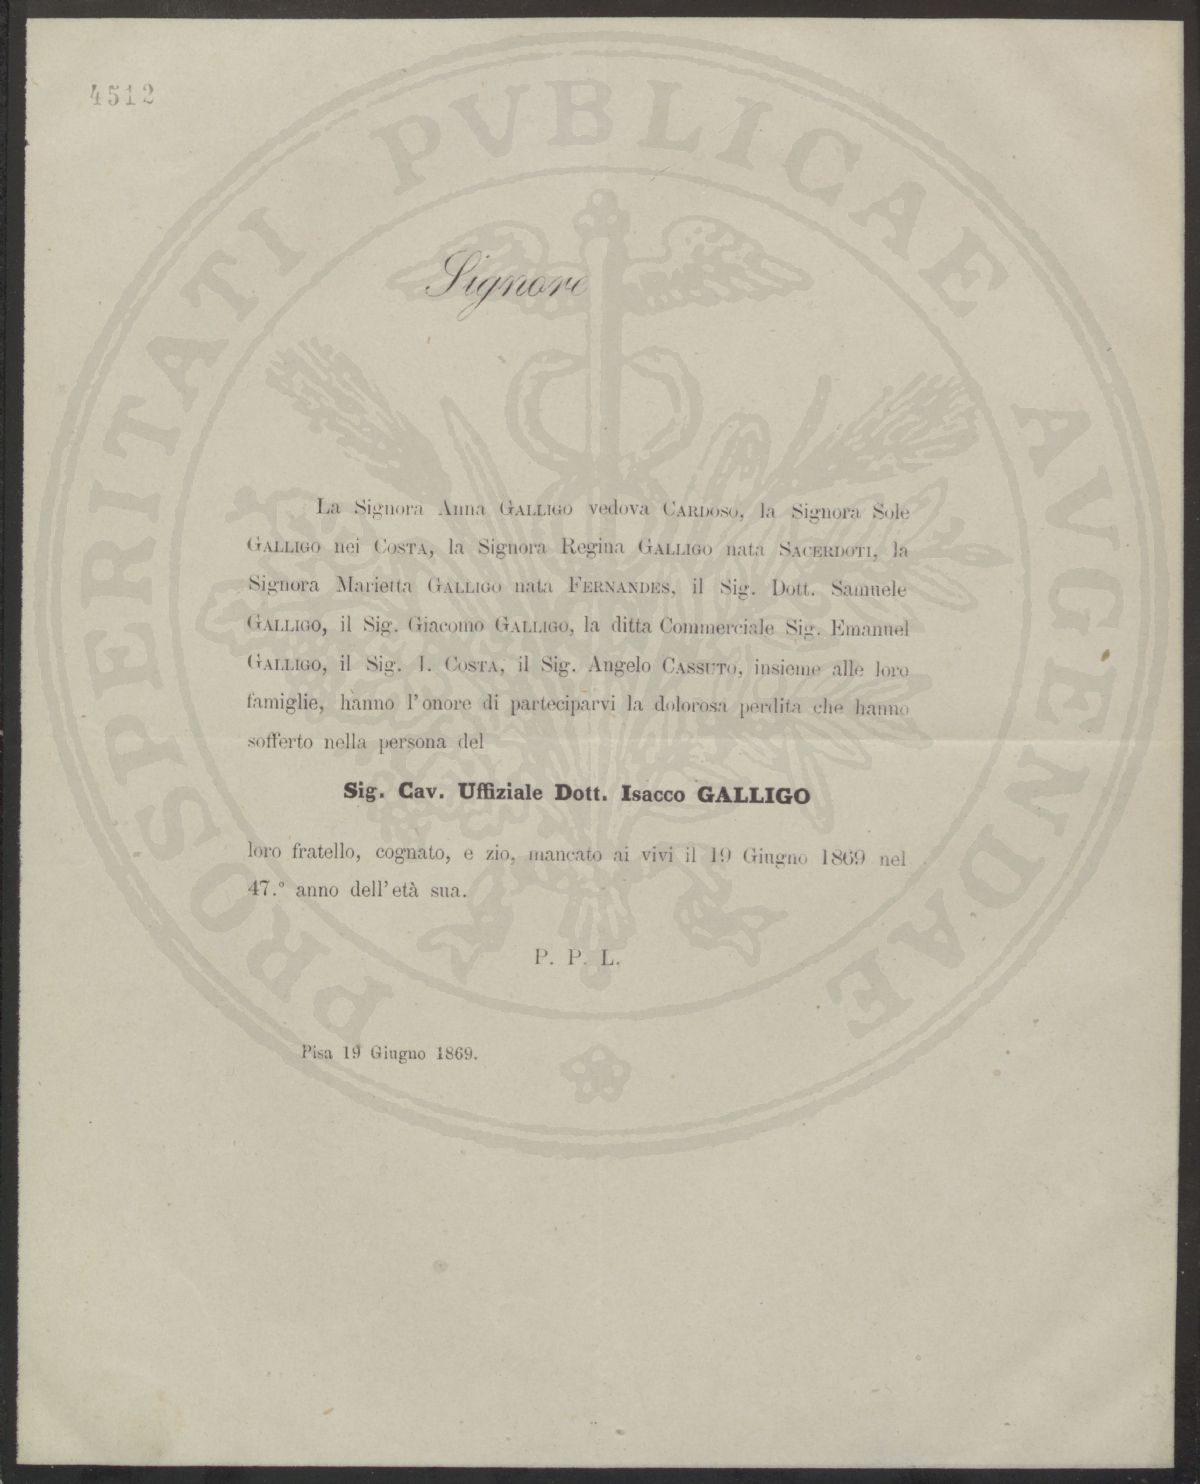 4512
PROSPERITATI PVBLICAE AVGENDAE
Signore
La Signora Anna GALLIGO vedova CARDOSO, la Signora Sole
GALLIGO nei COSTA, la Signora Regina GALLIGO nata SACERDOTI, la
Signora Marietta GALLIGO nata FERNANDES, il Sig. Dott. Samuele
GALLIGO, il Sig. Giacomo GALLIGO, la ditta Commerciale Sig. Emanuel
GALLIGO, il Sig. I. COSTA, il Sig. Angelo CASSUTO, insieme alle loro
famiglie, hanno l'onore di parteciparvi la dolorosa perdita che hanno
sofferto nella persona del
Sig. Cav. Uffiziale Dott. Isacco GALLIGO
loro fratello, cognato, e zio, mancato ai vivi il 19 Giugno 1869 nel
47.° anno dell'età sua.
P. P. L.
Pisa 19 Giugno 1869.